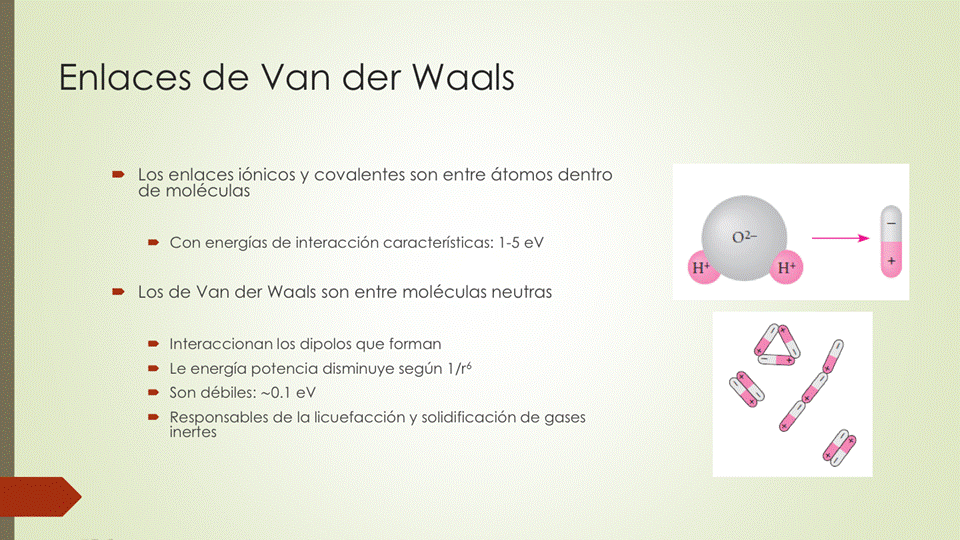 Enlaces de Van der Waals
Los enlaces iónicos y covalentes son entre átomos dentro
de moléculas
Con energías de interacción características: 1-5 eV
Los de Van der Waals son entre moléculas neutras
Interaccionan los dipolos que forman
Le energía potencia disminuye según 1/r⁶
Son débiles: ~0.1 eV
Responsables de la licuefacción y solidificación de gases
inertes
O²⁻
H⁺ H⁺
−
+